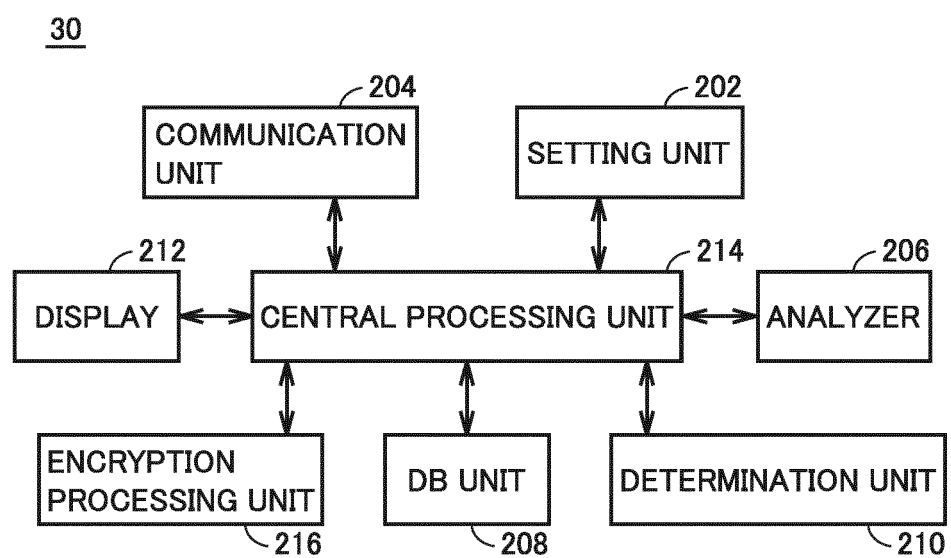 30
204
202
COMMUNICATION
UNIT
SETTING UNIT
212
214
206
DISPLAY
CENTRAL PROCESSING UNIT
ANALYZER
ENCRYPTION
PROCESSING UNIT
DB UNIT
DETERMINATION UNIT
216
208
210